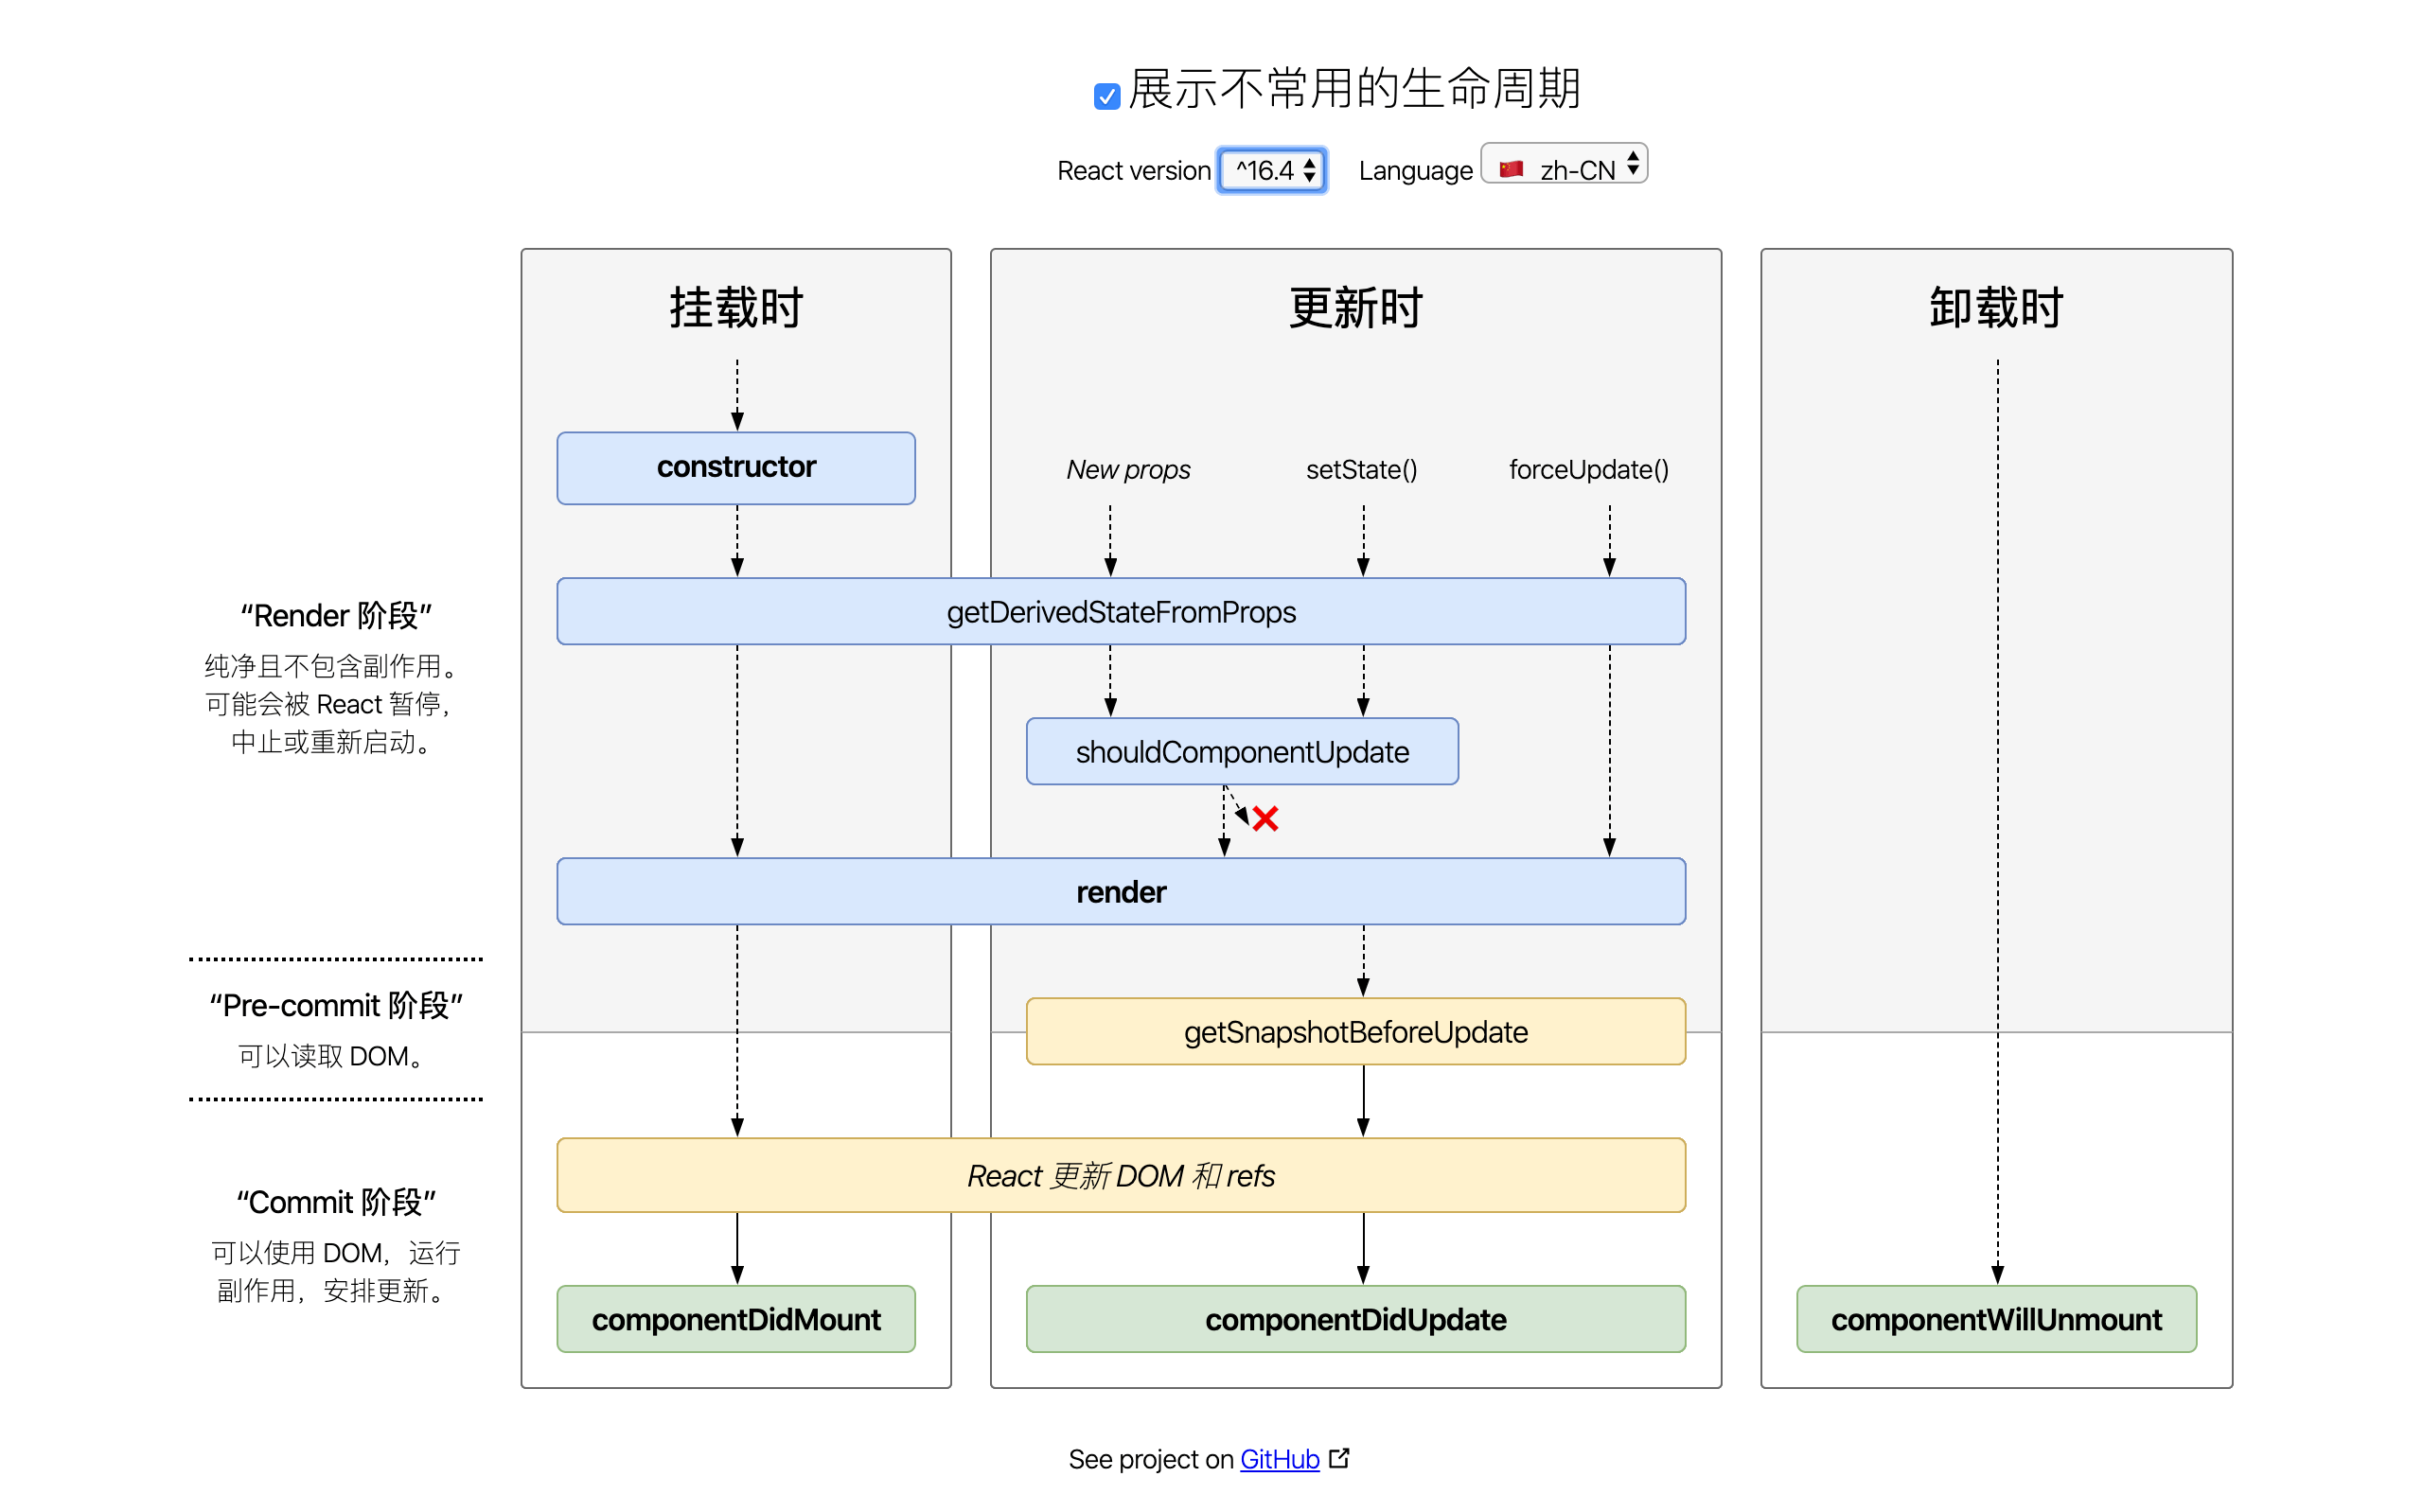 展示不常用的生命周期
React version ^16.4 Language 🇨🇳 zh-CN
挂载时
更新时
卸载时
constructor
New props
setState()
forceUpdate()
getDerivedStateFromProps
“Render 阶段”
纯净且不包含副作用。
可能会被 React 暂停，
中止或重新启动。
shouldComponentUpdate
render
“Pre-commit 阶段”
可以读取 DOM。
getSnapshotBeforeUpdate
React 更新 DOM 和 refs
“Commit 阶段”
可以使用 DOM，运行
副作用，安排更新。
componentDidMount
componentDidUpdate
componentWillUnmount
See project on GitHub